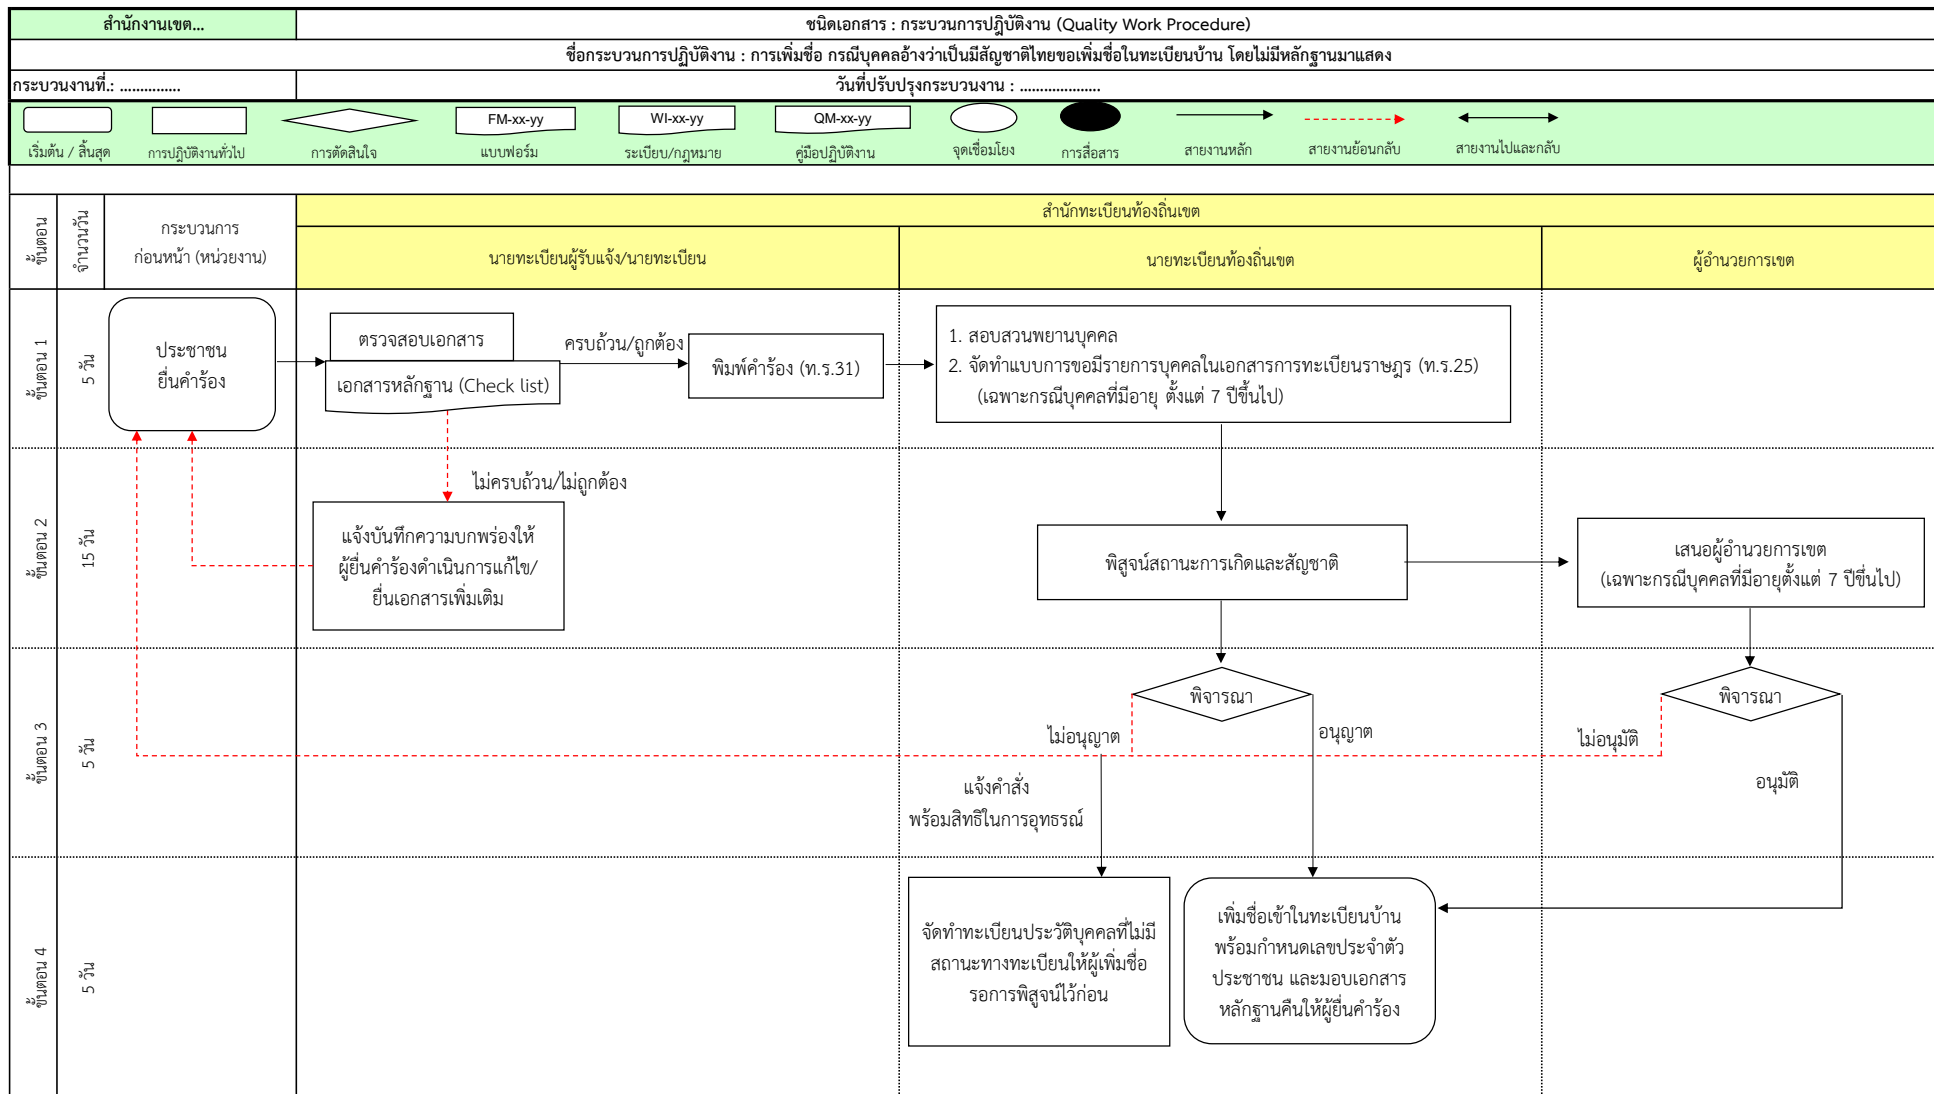 สำนักงานเขต...
ชนิดเอกสาร : กระบวนการปฏิบัติงาน (Quality Work Procedure)
ชื่อกระบวนการปฏิบัติงาน : การเพิ่มชื่อ กรณีบุคคลอ้างว่าเป็นมีสัญชาติไทยขอเพิ่มชื่อในทะเบียนบ้าน โดยไม่มีหลักฐานมาแสดง
กระบวนงานที่.: ...............
วันที่ปรับปรุงกระบวนงาน : ....................
FM-xx-yy
WI-xx-yy
QM-xx-yy
เริ่มต้น / สิ้นสุด
การปฏิบัติงานทั่วไป
การตัดสินใจ
แบบฟอร์ม
ระเบียบ/กฎหมาย
คู่มือปฏิบัติงาน
จุดเชื่อมโยง
การสื่อสาร
สายงานหลัก
สายงานย้อนกลับ
สายงานไปและกลับ
ขั้นตอน
จำนวนวัน
กระบวนการ
ก่อนหน้า (หน่วยงาน)
สำนักทะเบียนท้องถิ่นเขต
นายทะเบียนผู้รับแจ้ง/นายทะเบียน
นายทะเบียนท้องถิ่นเขต
ผู้อำนวยการเขต
ขั้นตอน 1
5 วัน
ประชาชน
ยื่นคำร้อง
ตรวจสอบเอกสาร
เอกสารหลักฐาน (Check list)
ครบถ้วน/ถูกต้อง
พิมพ์คำร้อง (ท.ร.31)
1. สอบสวนพยานบุคคล
2. จัดทำแบบการขอมีรายการบุคคลในเอกสารการทะเบียนราษฎร (ท.ร.25)
(เฉพาะกรณีบุคคลที่มีอายุ ตั้งแต่ 7 ปีขึ้นไป)
ขั้นตอน 2
15 วัน
ไม่ครบถ้วน/ไม่ถูกต้อง
แจ้งบันทึกความบกพร่องให้
ผู้ยื่นคำร้องดำเนินการแก้ไข/
ยื่นเอกสารเพิ่มเติม
พิสูจน์สถานะการเกิดและสัญชาติ
เสนอผู้อำนวยการเขต
(เฉพาะกรณีบุคคลที่มีอายุตั้งแต่ 7 ปีขึ้นไป)
ขั้นตอน 3
5 วัน
พิจารณา
พิจารณา
ไม่อนุญาต
อนุญาต
ไม่อนุมัติ
อนุมัติ
แจ้งคำสั่ง
พร้อมสิทธิในการอุทธรณ์
ขั้นตอน 4
5 วัน
จัดทำทะเบียนประวัติบุคคลที่ไม่มี
สถานะทางทะเบียนให้ผู้เพิ่มชื่อ
รอการพิสูจน์ไว้ก่อน
เพิ่มชื่อเข้าในทะเบียนบ้าน
พร้อมกำหนดเลขประจำตัว
ประชาชน และมอบเอกสาร
หลักฐานคืนให้ผู้ยื่นคำร้อง